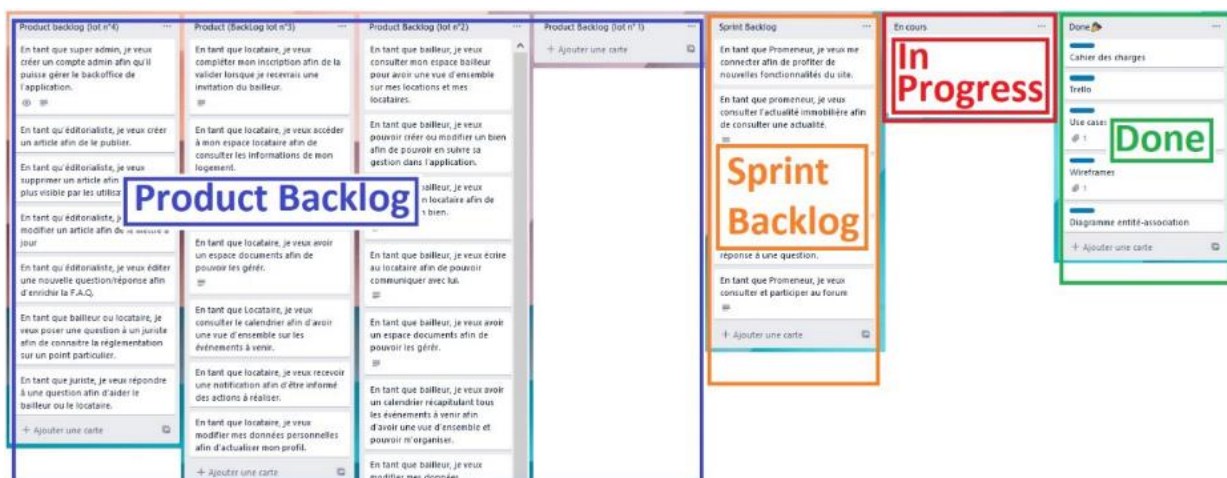 Product backlog (lot n°4)
En tant que super admin, je veux
créer un compte admin afin qu'il
puisse gérer le backoffice de
l'application.
En tant qu'éditorialiste, je veux créer
un article afin de le publier.
En tant qu'éditorialiste, je veux
supprimer un article afin
plus visible par les
En tant qu'éditorialiste, j
modifier un article afin de le mettre à
jour
En tant qu'éditorialiste, je veux éditer
une nouvelle question/réponse afin
d'enrichir la F.A.Q.
En tant que bailleur ou locataire, je
veux poser une question à un juriste
afin de connaitre la réglementation
sur un point particulier.
En tant que juriste, je veux répondre
à une question afin d'aider le
bailleur ou le locataire.
+ Ajouter une carte
Product (BackLog lot n°3)
En tant que locataire, je veux
compléter mon inscription afin de la
valider lorsque je recevrais une
invitation du bailleur.
En tant que locataire, je veux accéder
à mon espace locataire afin de
consulter les informations de mon
logement.
En tant que locataire, je veux avoir
un espace documents afin de
pouvoir les gérér.
En tant que Locataire, je veux
consulter le calendrier afin d'avoir
une vue d'ensemble sur les
événements à venir.
En tant que locataire, je veux recevoir
une notification afin d'être informé
des actions à réaliser.
En tant que locataire, je veux
modifier mes données personnelles
afin d'actualiser mon profil.
+ Ajouter une carte
Product Backlog (lot n°2)
En tant que bailleur, je veux
consulter mon espace bailleur
pour avoir une vue d'ensemble
sur mes locations et mes
locataires.
En tant que bailleur, je veux
pouvoir créer ou modifier un bien
afin de pouvoir en suivre sa
gestion dans l'application.
bailleur, je veux
n locataire afin de
n bien.
En tant que bailleur, je veux écrire
au locataire afin de pouvoir
communiquer avec lui.
En tant que bailleur, je veux avoir
un espace documents afin de
pouvoir les gérér.
En tant que bailleur, je veux avoir
un calendrier récapitulant tous
les événements à venir afin
d'avoir une vue d'ensemble et
pouvoir m'organiser.
En tant que bailleur, je veux
modifier mes données
Product Backlog (lot n°1)
+ Ajouter une carte
Product Backlog
Sprint Backlog
En tant que Promeneur, je veux me
connecter afin de profiter de
nouvelles fonctionnalités du site.
En tant que promeneur, je veux
consulter l'actualité immobilière afin
de consulter une actualité.
Sprint
Backlog
réponse à une question.
En tant que Promeneur, je veux
consulter et participer au forum
+ Ajouter une carte
En cours
In
Progress
Done
Cahier des charges
Trello
Use cases
1
Done
Wireframes
1
Diagramme entité-association
+ Ajouter une carte